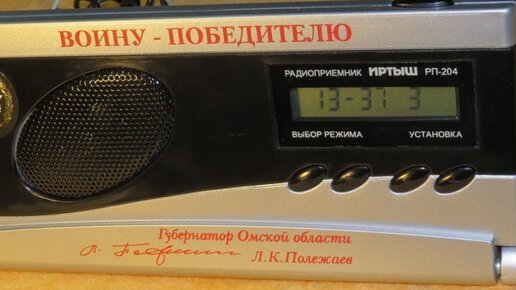 ВОИНУ - ПОБЕДИТЕЛЮ
РАДИОПРИЕМНИК ИРТЫШ РП-204
13-37 3
ВЫБОР РЕЖИМА УСТАНОВКА
Губернатор Омской области
Л.К.Полежаев